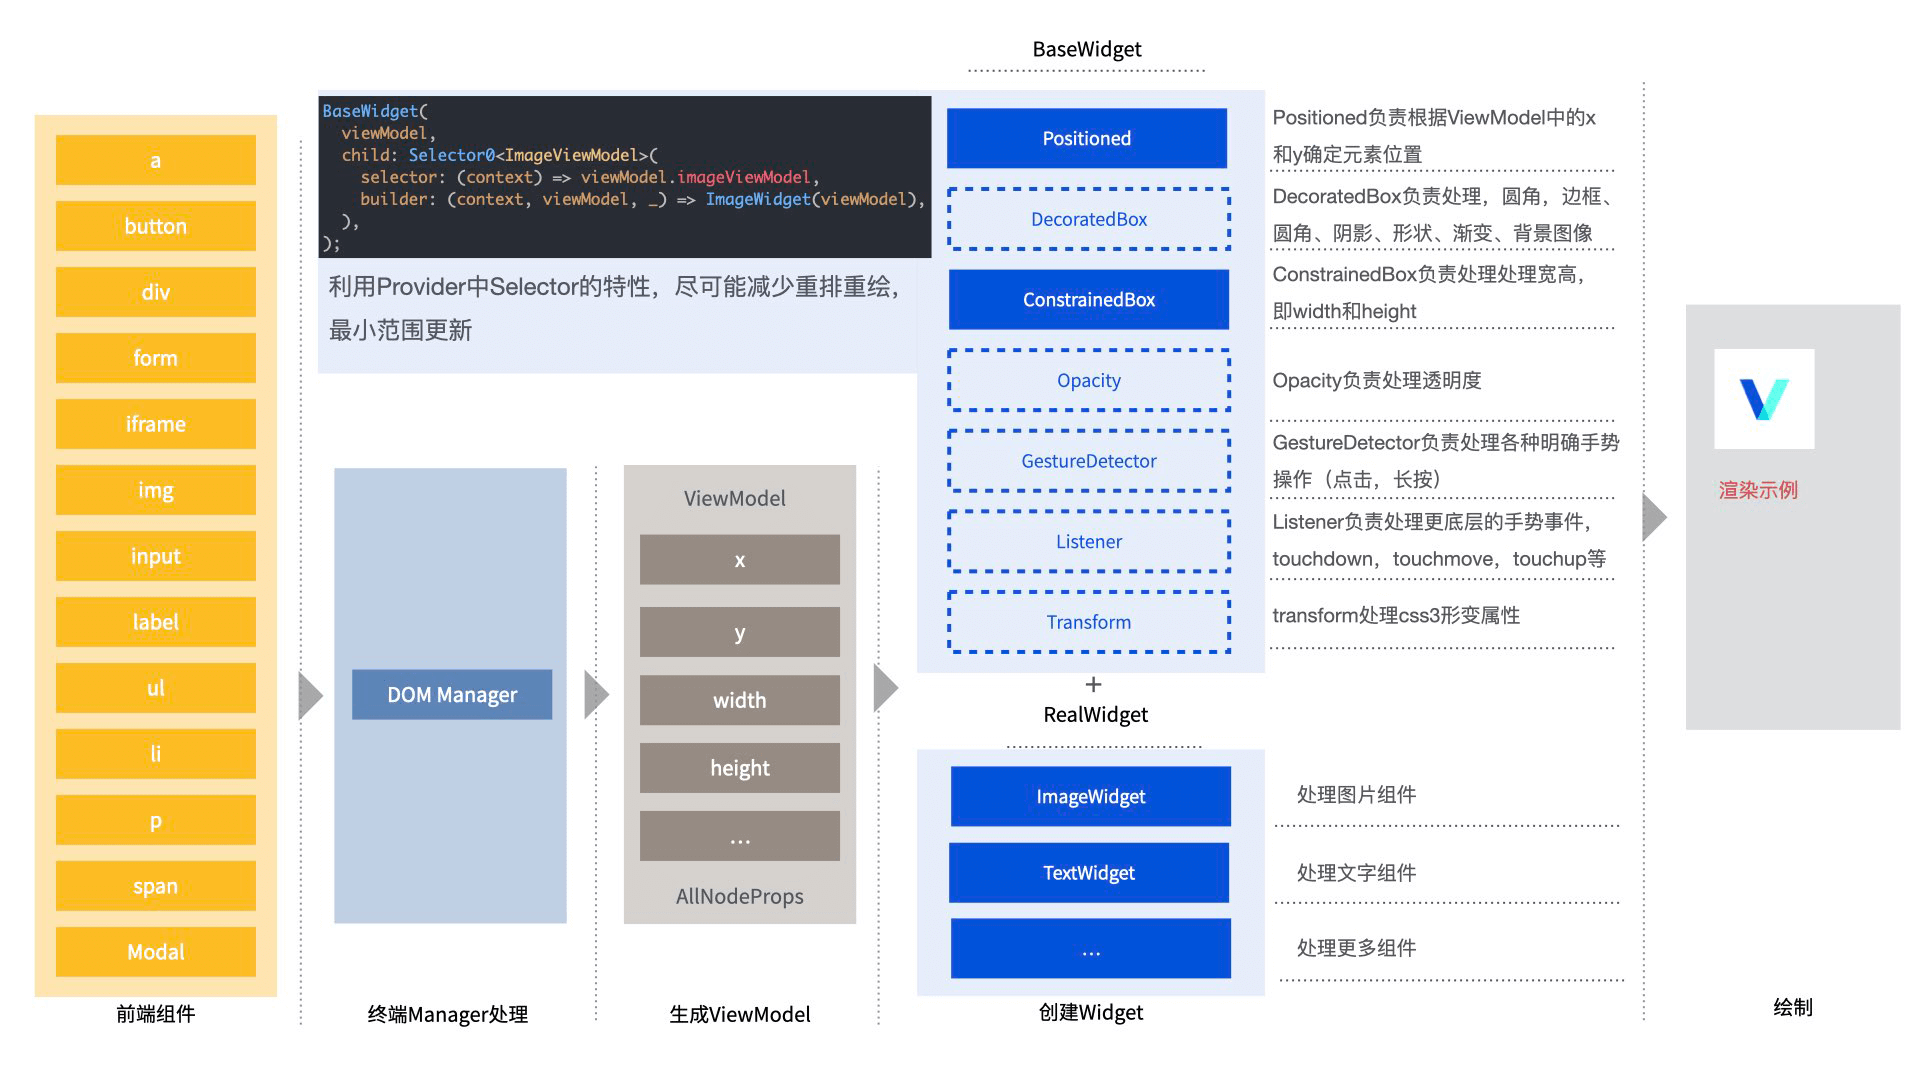 BaseWidget
a
button
div
form
iframe
img
input
label
ul
li
p
span
Modal
前端组件
BaseWidget(
viewModel,
child: Selector0<ImageViewModel>(
selector: (context) => viewModel.imageViewModel,
builder: (context, viewModel, _) => ImageWidget(viewModel),
),
);
利用Provider中Selector的特性，尽可能减少重排重绘，
最小范围更新
DOM Manager
终端Manager处理
ViewModel
x
y
width
height
...
AllNodeProps
生成ViewModel
Positioned
DecoratedBox
ConstrainedBox
Opacity
GestureDetector
Listener
Transform
+
RealWidget
ImageWidget
TextWidget
...
创建Widget
Positioned负责根据ViewModel中的x
和y确定元素位置
DecoratedBox负责处理，圆角，边框、
圆角、阴影、形状、渐变、背景图像
ConstrainedBox负责处理处理宽高，
即width和height
Opacity负责处理透明度
GestureDetector负责处理各种明确手势
操作（点击，长按）
Listener负责处理更底层的手势事件，
touchdown，touchmove，touchup等
transform处理css3形变属性
处理图片组件
处理文字组件
处理更多组件
渲染示例
绘制